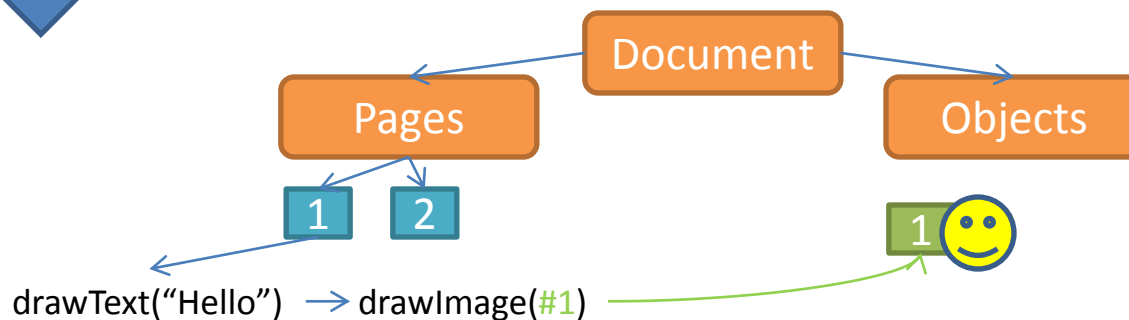 Document
Pages
Objects
1
2
1
drawText(“Hello”)
drawImage(#1)